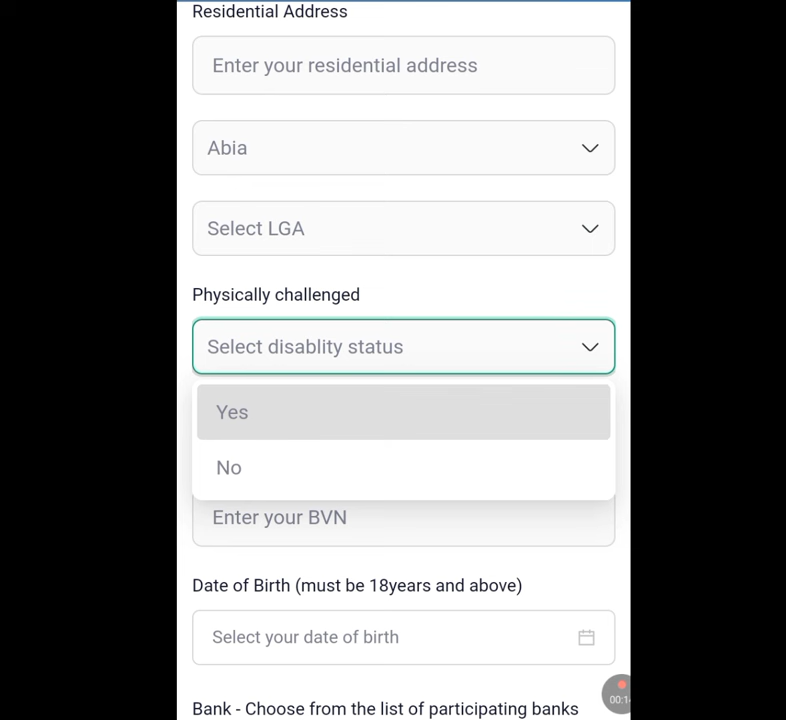 Residential Address
Enter your residential address
Abia
Select LGA
Physically challenged
Select disablity status
Yes
No
Enter your BVN
Date of Birth (must be 18years and above)
Select your date of birth
Bank - Choose from the list of participating banks